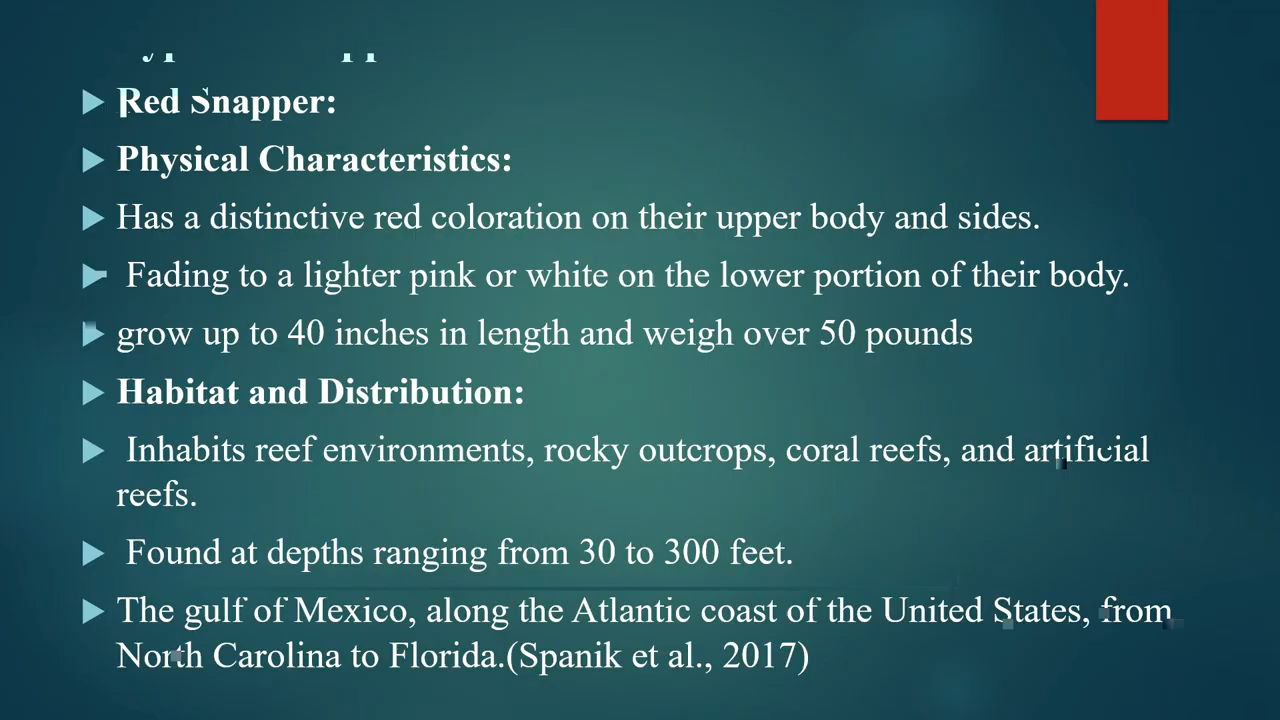 Red Snapper:
Physical Characteristics:
Has a distinctive red coloration on their upper body and sides.
Fading to a lighter pink or white on the lower portion of their body.
grow up to 40 inches in length and weigh over 50 pounds
Habitat and Distribution:
Inhabits reef environments, rocky outcrops, coral reefs, and artificial
reefs.
Found at depths ranging from 30 to 300 feet.
The gulf of Mexico, along the Atlantic coast of the United States, from
North Carolina to Florida.(Spanik et al., 2017)